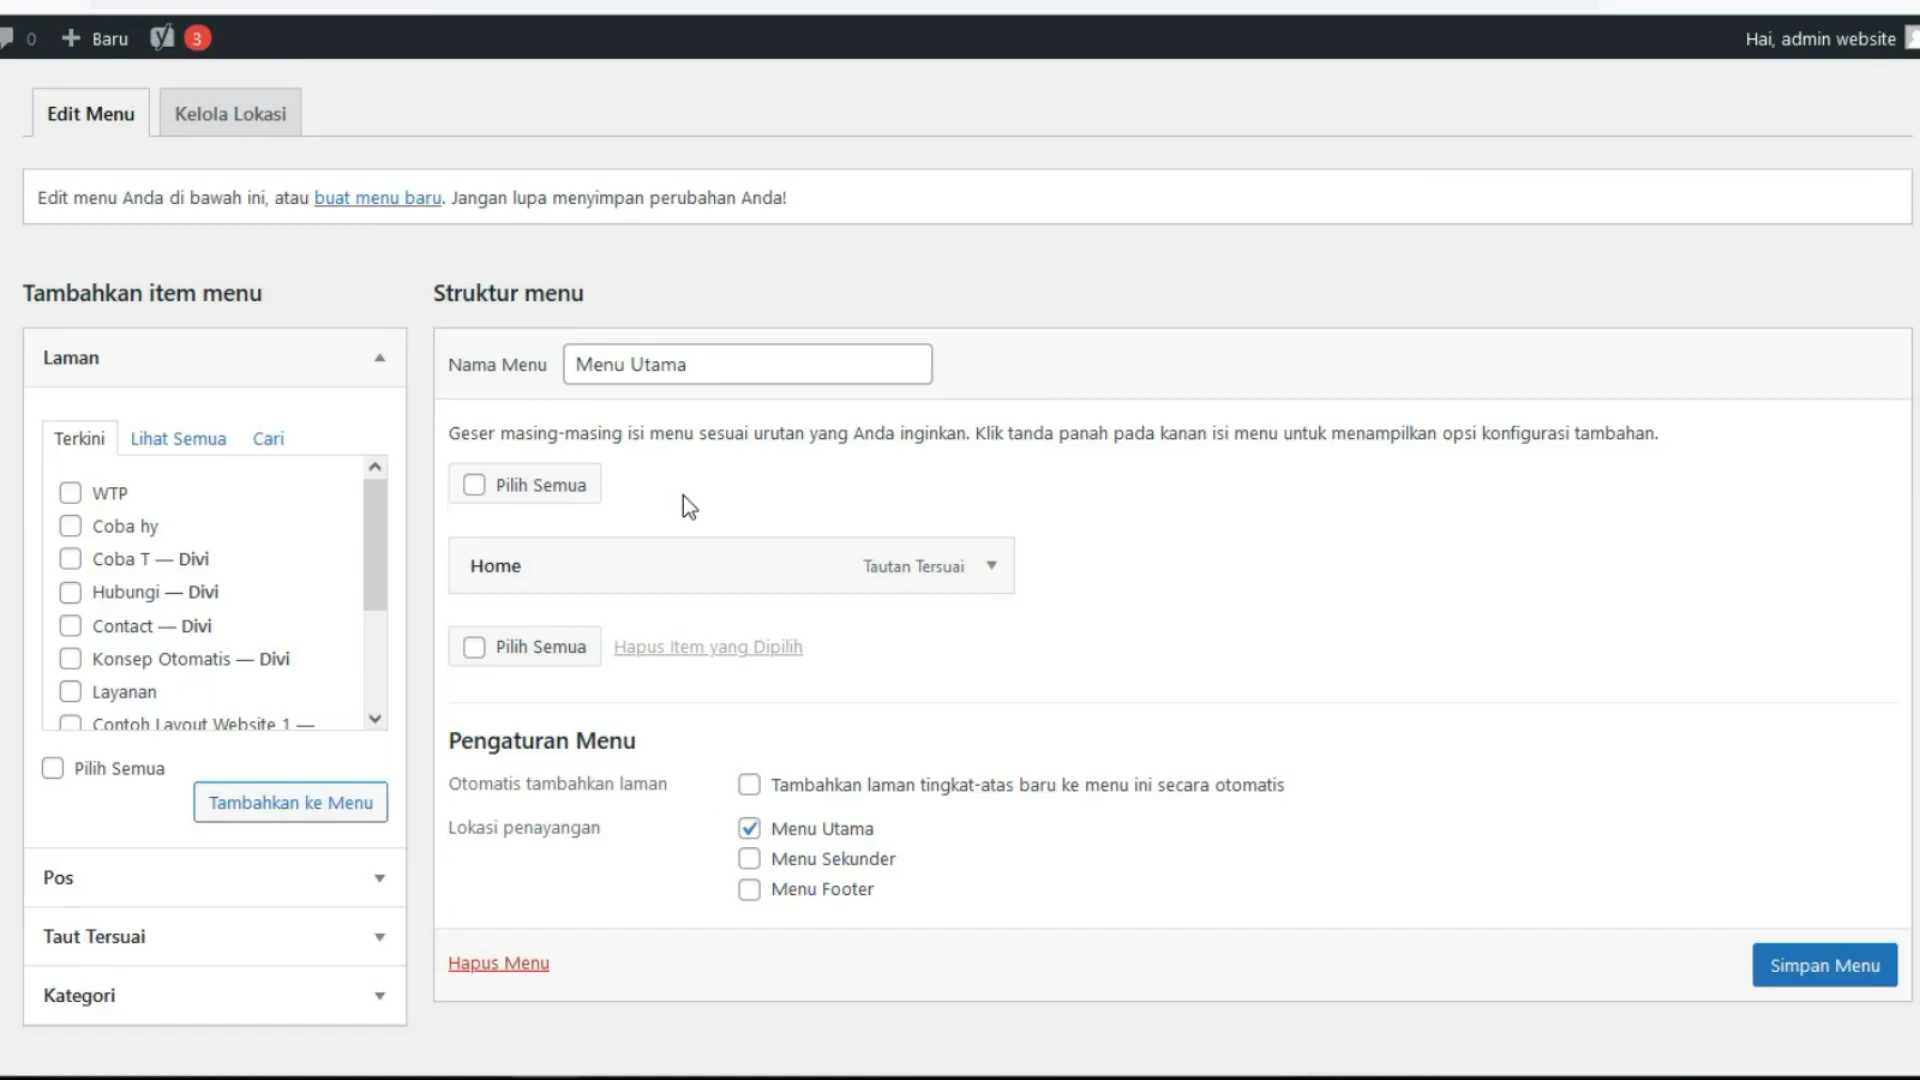 0 Baru 3 Hai, admin website
Edit Menu Kelola Lokasi
Edit menu Anda di bawah ini, atau buat menu baru. Jangan lupa menyimpan perubahan Anda!
Tambahkan item menu
Struktur menu
Laman
Nama Menu Menu Utama
Geser masing-masing isi menu sesuai urutan yang Anda inginkan. Klik tanda panah pada kanan isi menu untuk menampilkan opsi konfigurasi tambahan.
Terkini Lihat Semua Cari
WTP
Coba hy
Coba T — Divi
Hubungi — Divi
Contact — Divi
Konsep Otomatis — Divi
Layanan
Contoh Layout Website 1 —
Pilih Semua
Tambahkan ke Menu
Pos
Taut Tersuai
Kategori
Pilih Semua
Home Tautan Tersuai
Pilih Semua Hapus Item yang Dipilih
Pengaturan Menu
Otomatis tambahkan laman Tambahkan laman tingkat-atas baru ke menu ini secara otomatis
Lokasi penayangan Menu Utama
Menu Sekunder
Menu Footer
Hapus Menu Simpan Menu